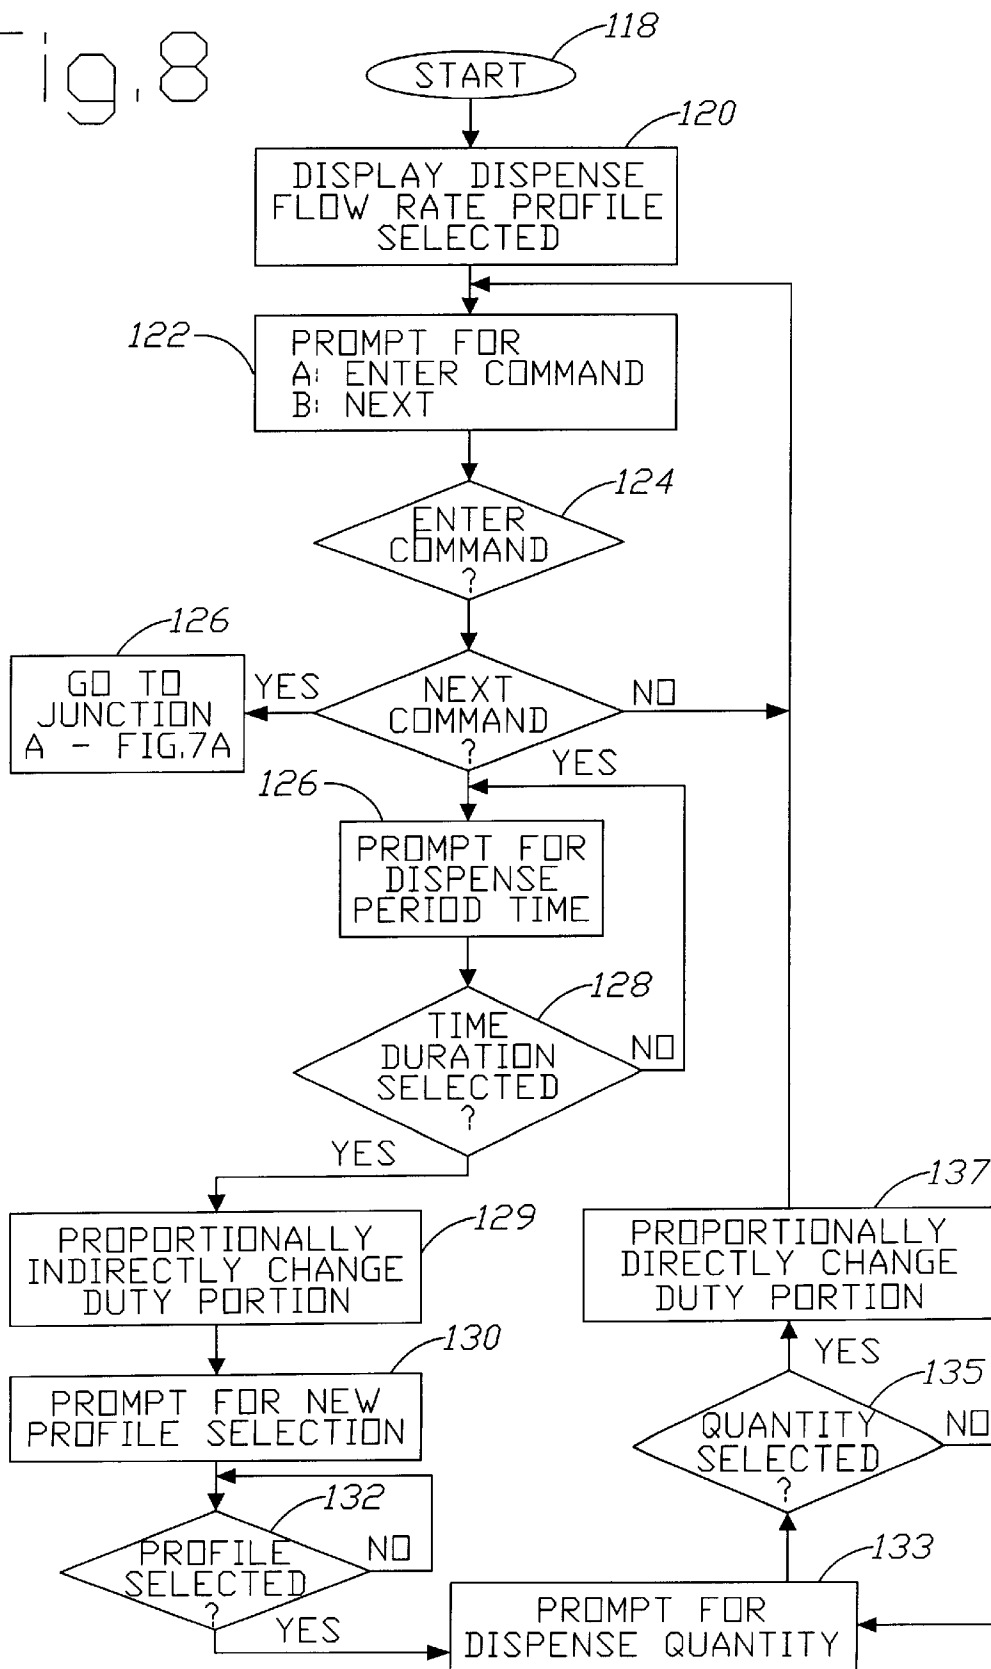 Fig.8
118
START
120
DISPLAY DISPENSE
FLOW RATE PROFILE
SELECTED
122
PROMPT FOR
A: ENTER COMMAND
B: NEXT
124
ENTER
COMMAND
?
126
GO TO
JUNCTION
A - FIG.7A
YES
NEXT
COMMAND
?
NO
YES
126
PROMPT FOR
DISPENSE
PERIOD TIME
128
TIME
DURATION
SELECTED
?
NO
YES
129
PROPORTIONALLY
INDIRECTLY CHANGE
DUTY PORTION
130
PROMPT FOR NEW
PROFILE SELECTION
132
PROFILE
SELECTED
?
NO
YES
133
PROMPT FOR
DISPENSE QUANTITY
135
QUANTITY
SELECTED
?
NO
YES
137
PROPORTIONALLY
DIRECTLY CHANGE
DUTY PORTION